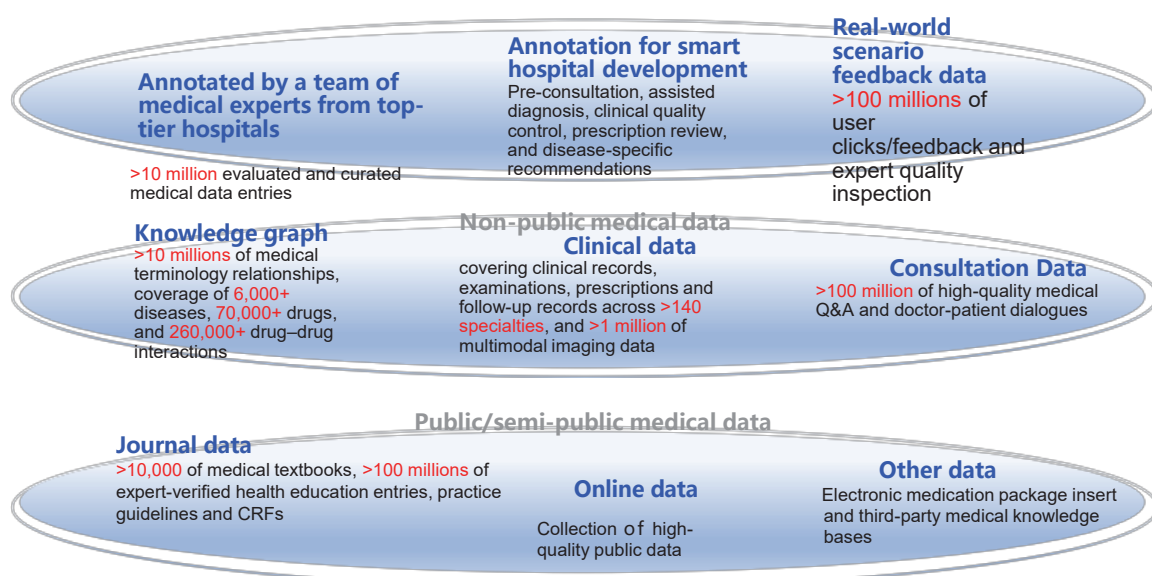 Annotated by a team of
medical experts from top-
tier hospitals
>10 million evaluated and curated
medical data entries
Annotation for smart
hospital development
Pre-consultation, assisted
diagnosis, clinical quality
control, prescription review,
and disease-specific
recommendations
Real-world
scenario
feedback data
>100 millions of
user
clicks/feedback and
expert quality
inspection
Non-public medical data
Knowledge graph
>10 millions of medical
terminology relationships,
coverage of 6,000+
diseases, 70,000+ drugs,
and 260,000+ drug–drug
interactions
Clinical data
covering clinical records,
examinations, prescriptions and
follow-up records across >140
specialties, and >1 million of
multimodal imaging data
Consultation Data
>100 million of high-quality medical
Q&A and doctor-patient dialogues
Public/semi-public medical data
Journal data
>10,000 of medical textbooks, >100 millions of
expert-verified health education entries, practice
guidelines and CRFs
Online data
Collection of high-
quality public data
Other data
Electronic medication package insert
and third-party medical knowledge
bases